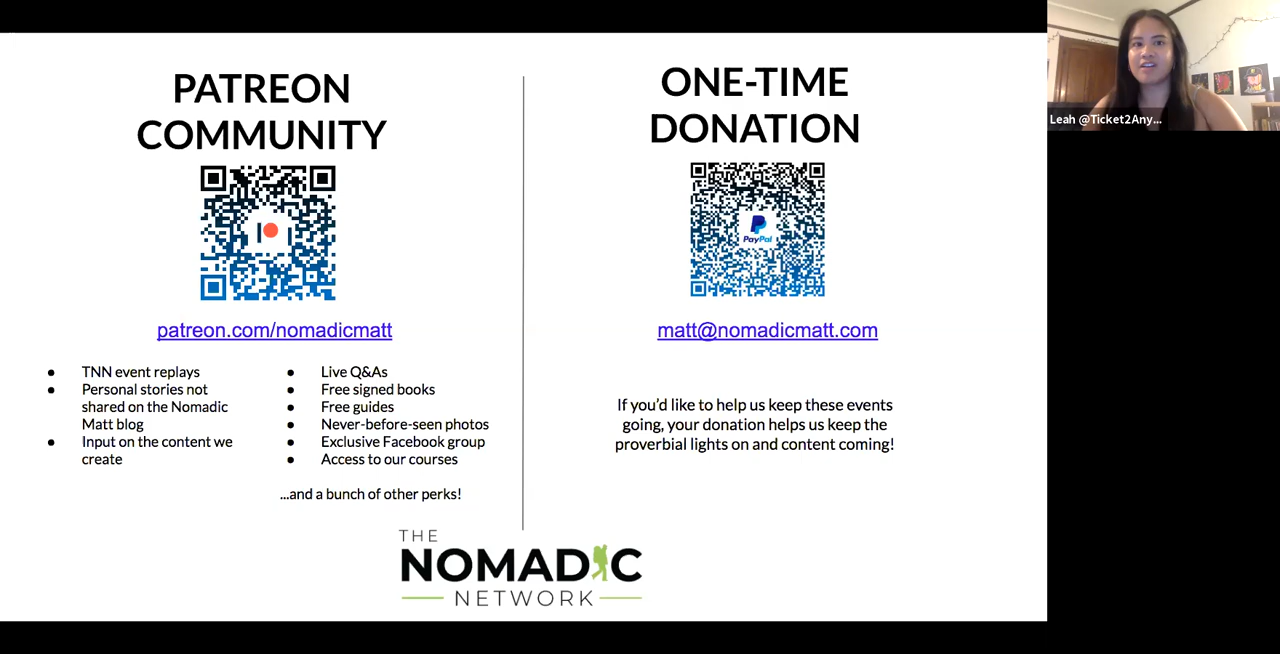 PATREON
COMMUNITY
patreon.com/nomadicmatt
● TNN event replays
● Personal stories not
shared on the Nomadic
Matt blog
● Input on the content we
create
● Live Q&As
● Free signed books
● Free guides
● Never-before-seen photos
● Exclusive Facebook group
● Access to our courses
...and a bunch of other perks!
ONE-TIME
DONATION
PayPal
matt@nomadicmatt.com
If you’d like to help us keep these events
going, your donation helps us keep the
proverbial lights on and content coming!
THE
NOMADIC
NETWORK
Leah @Ticket2Any...